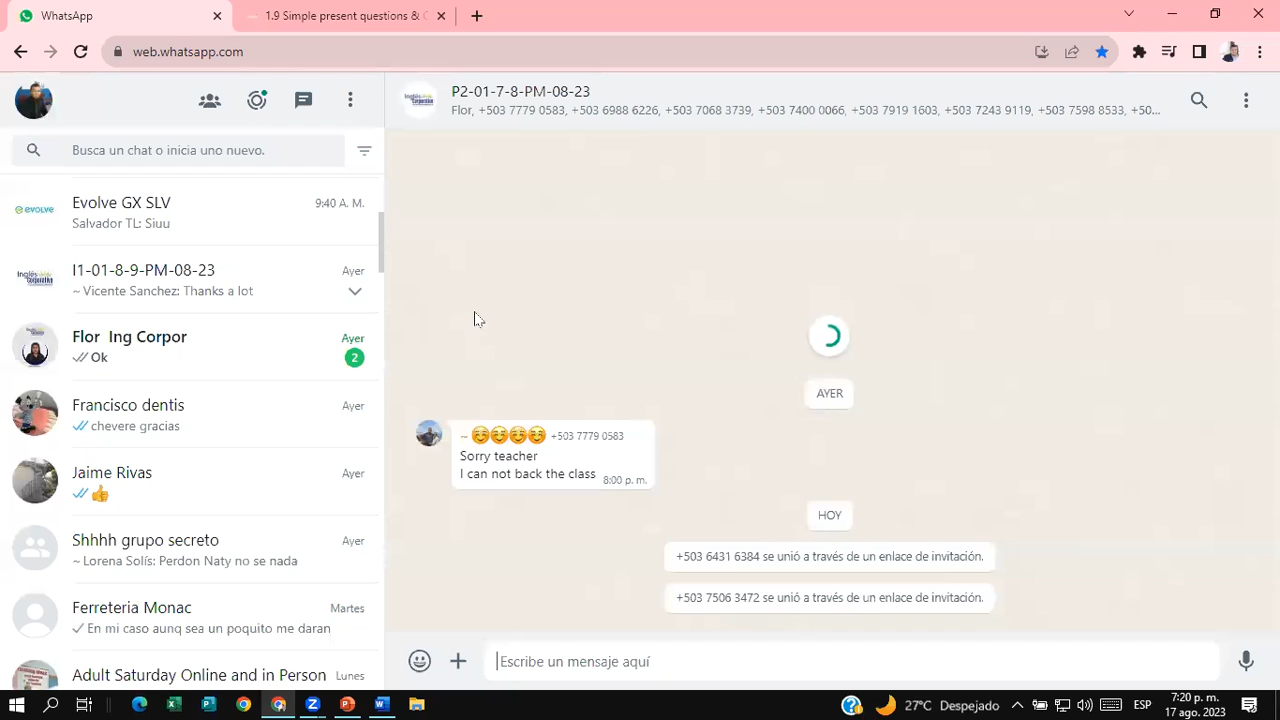 WhatsApp
1.9 Simple present questions & C
web.whatsapp.com
P2-01-7-8-PM-08-23
Flor, +503 7779 0583, +503 6988 6226, +503 7068 3739, +503 7400 0066, +503 7919 1603, +503 7243 9119, +503 7598 8533, +50...
Busca un chat o inicia uno nuevo.
Evolve GX SLV
9:40 A. M.
Salvador TL: Siuu
evolve
I1-01-8-9-PM-08-23
Ayer
~ Vicente Sanchez: Thanks a lot
Flor Ing Corpor
Ayer
Ok
2
Francisco dentis
Ayer
chevere gracias
Jaime Rivas
Ayer
Shhhh grupo secreto
Ayer
~ Lorena Solís: Perdon Naty no se nada
Ferreteria Monac
Martes
En mi caso aunq sea un poquito me daran
Adult Saturday Online and in Person
Lunes
AYER
~ ☺️☺️☺️☺️ +503 7779 0583
Sorry teacher
I can not back the class
8:00 p. m.
HOY
+503 6431 6384 se unió a través de un enlace de invitación.
+503 7506 3472 se unió a través de un enlace de invitación.
Escribe un mensaje aquí
27°C Despejado
ESP
7:20 p. m.
17 ago. 2023